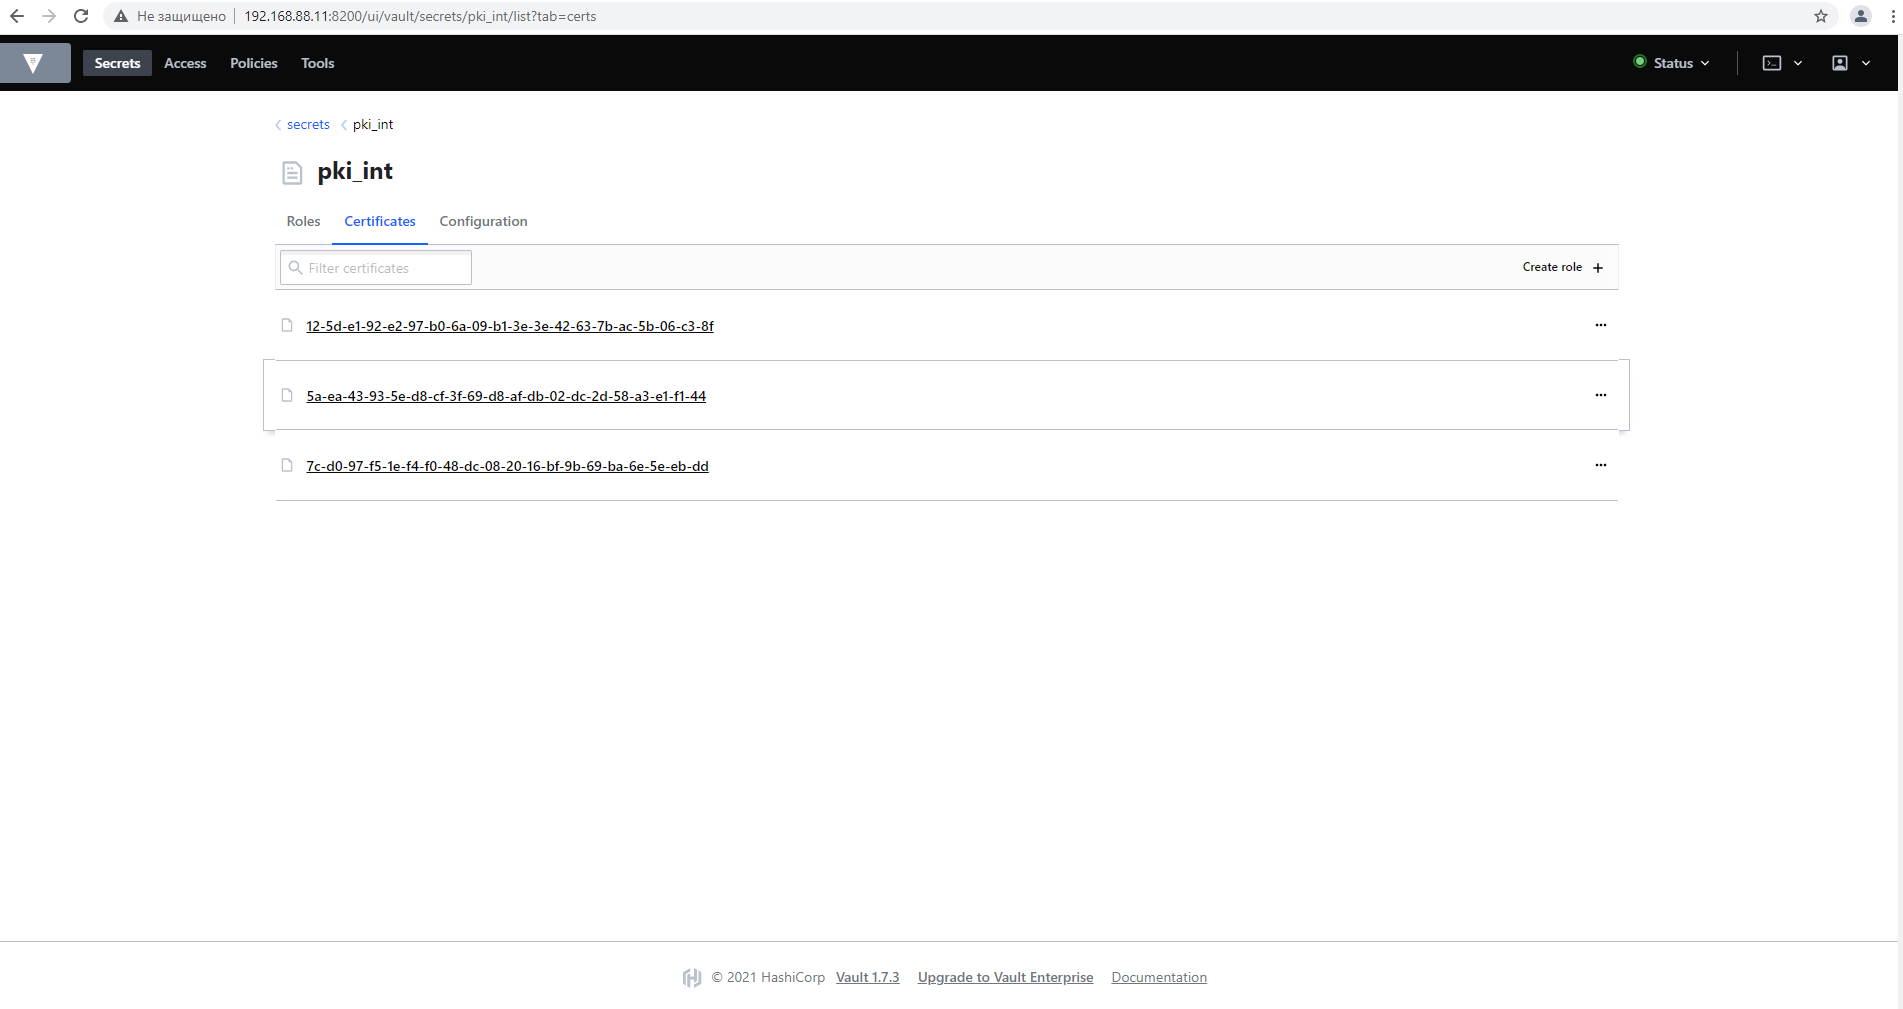 Не защищено 192.168.88.11:8200/ui/vault/secrets/pki_int/list?tab=certs
Secrets Access Policies Tools Status
secrets pki_int
pki_int
Roles Certificates Configuration
Filter certificates Create role
12-5d-e1-92-e2-97-b0-6a-09-b1-3e-3e-42-63-7b-ac-5b-06-c3-8f
5a-ea-43-93-5e-d8-cf-3f-69-d8-af-db-02-dc-2d-58-a3-e1-f1-44
7c-d0-97-f5-1e-f4-f0-48-dc-08-20-16-bf-9b-69-ba-6e-5e-eb-dd
© 2021 HashiCorp Vault 1.7.3 Upgrade to Vault Enterprise Documentation